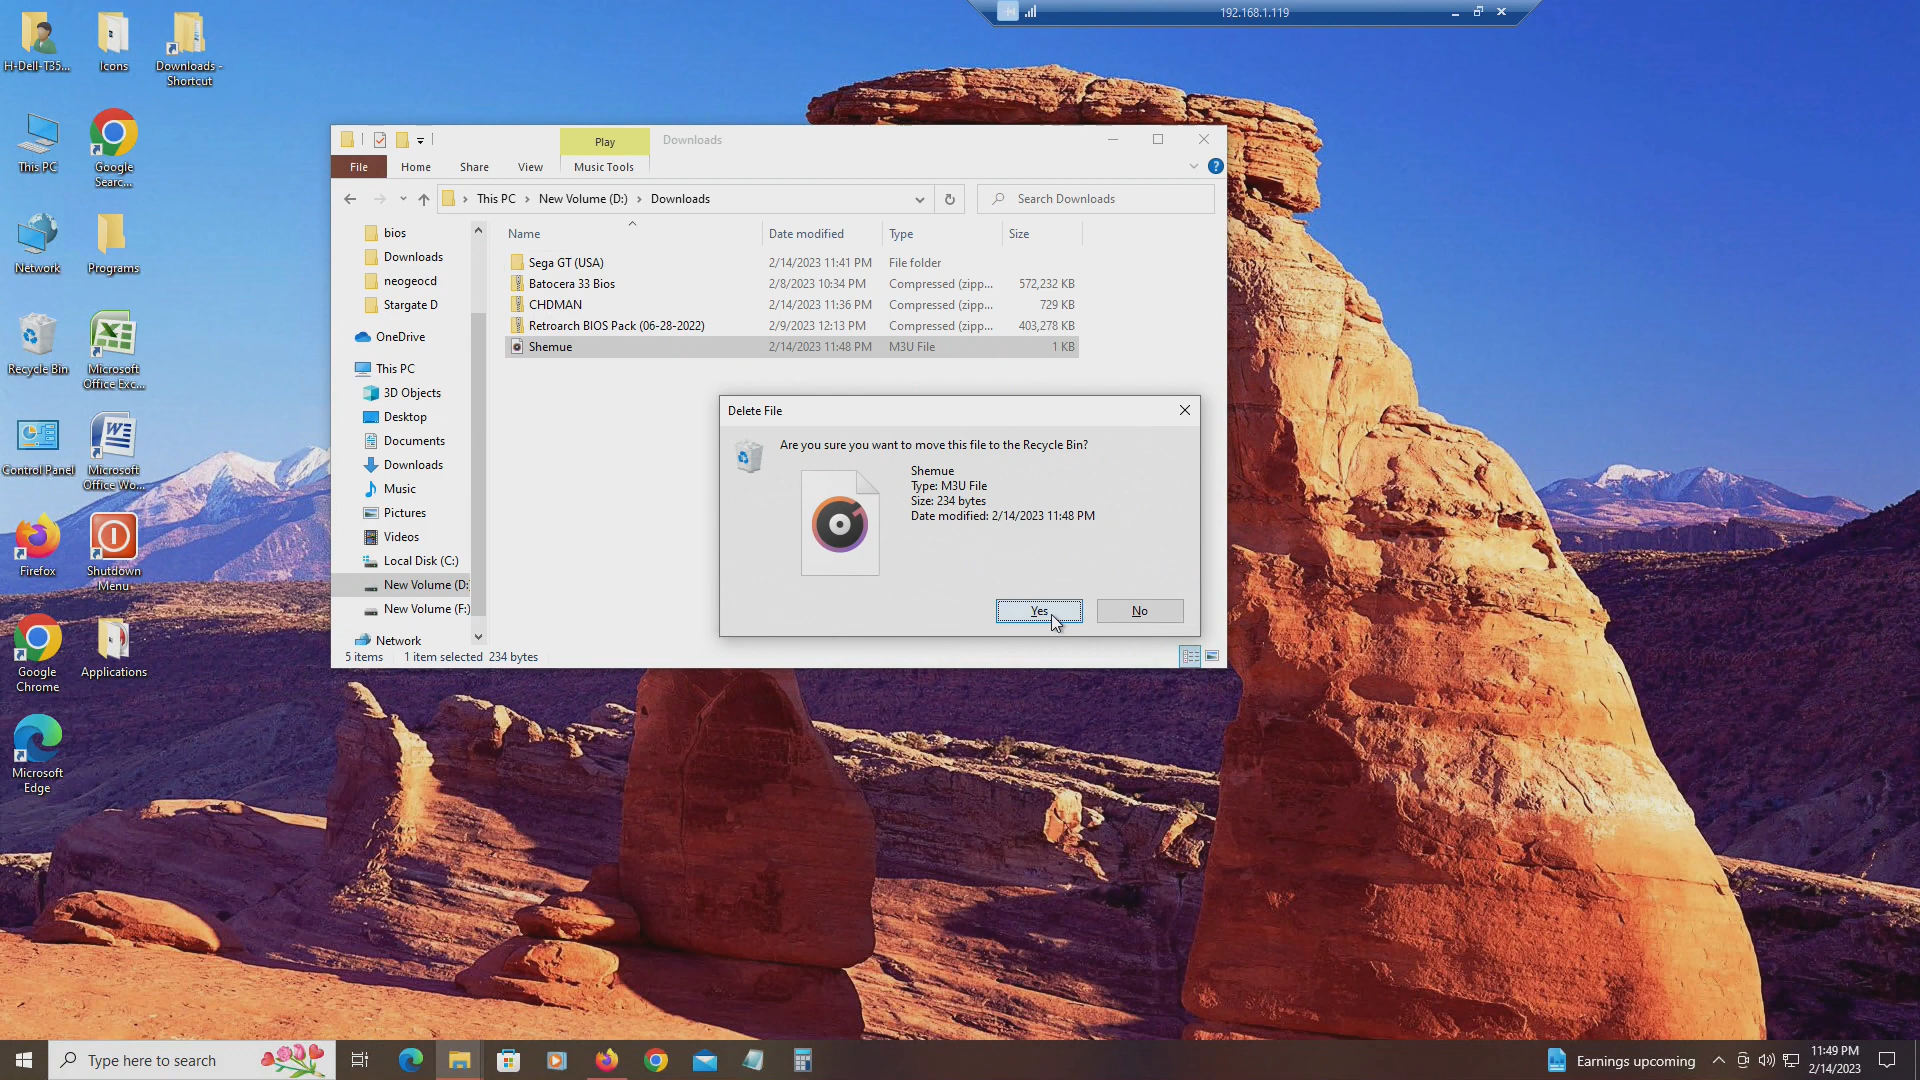 192.168.1.119
H-Dell-T35...
Icons
Downloads -
Shortcut
This PC
Google
Searc...
Network
Programs
Recycle Bin
Microsoft
Office Exc...
Control Panel
Microsoft
Office Wo...
Firefox
Shutdown
Menu
Google
Chrome
Applications
Microsoft
Edge
Play
Downloads
File
Home
Share
View
Music Tools
This PC
New Volume (D:)
Downloads
Search Downloads
bios
Downloads
neogeocd
Stargate D
OneDrive
This PC
3D Objects
Desktop
Documents
Downloads
Music
Pictures
Videos
Local Disk (C:)
New Volume (D:
New Volume (F:)
Network
Name Date modified Type Size
Sega GT (USA) 2/14/2023 11:41 PM File folder
Batocera 33 Bios 2/8/2023 10:34 PM Compressed (zipp... 572,232 KB
CHDMAN 2/14/2023 11:36 PM Compressed (zipp... 729 KB
Retroarch BIOS Pack (06-28-2022) 2/9/2023 12:13 PM Compressed (zipp... 403,278 KB
Shemue 2/14/2023 11:48 PM M3U File 1 KB
5 items 1 item selected 234 bytes
Delete File
Are you sure you want to move this file to the Recycle Bin?
Shemue
Type: M3U File
Size: 234 bytes
Date modified: 2/14/2023 11:48 PM
Yes
No
Type here to search
Earnings upcoming
11:49 PM
2/14/2023